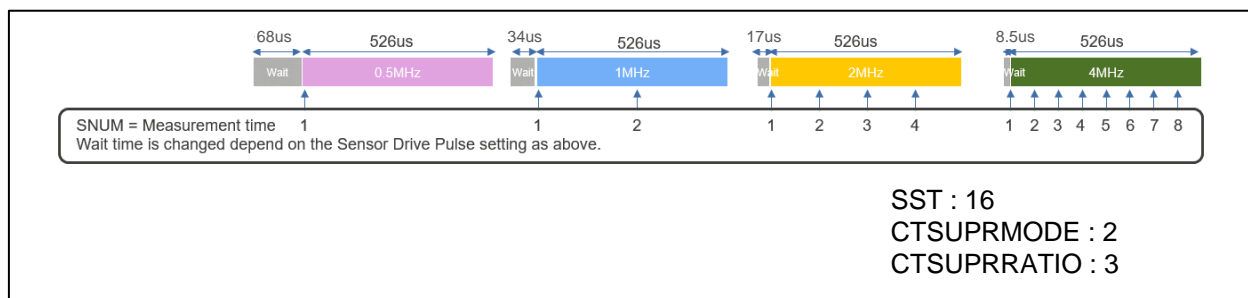 68us 526us 34us 526us 17us 526us 8.5us 526us
Wait 0.5MHz Wait 1MHz Wait 2MHz Wait 4MHz
SNUM = Measurement time 1 1 2 1 2 3 4 1 2 3 4 5 6 7 8
Wait time is changed depend on the Sensor Drive Pulse setting as above.
SST : 16
CTSUPRMODE : 2
CTSUPRRATIO : 3